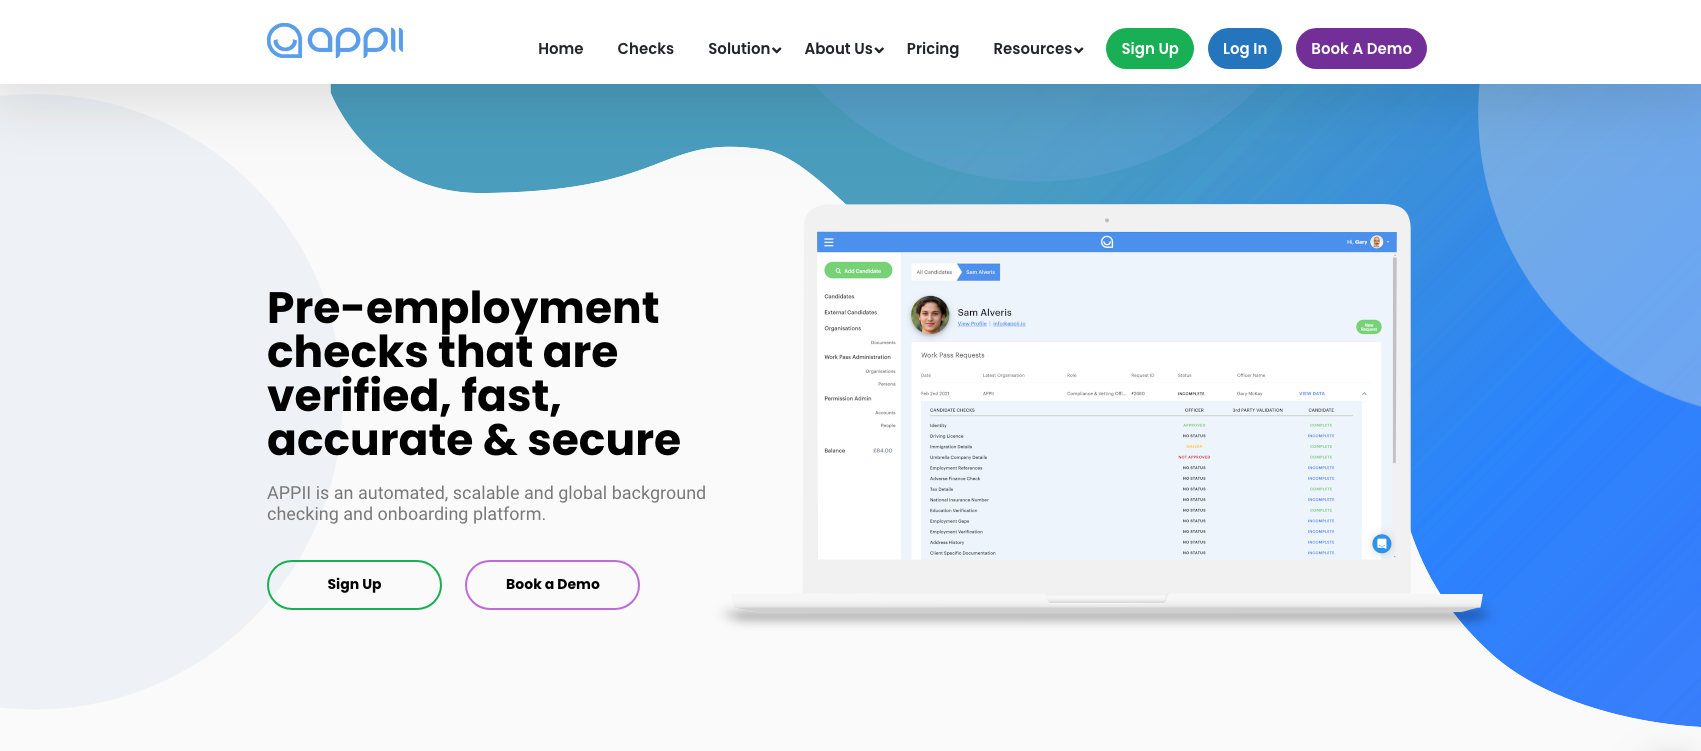 appii
Home
Checks
Solution
About Us
Pricing
Resources
Sign Up
Log In
Book A Demo
Pre-employment
checks that are
verified, fast,
accurate & secure
APPII is an automated, scalable and global background
checking and onboarding platform.
Sign Up
Book a Demo
Hi, Gary
Add Candidate
Candidates
External Candidates
Organisations
Documents
Work Pass Administration
Organisations
Persona
Permission Admin
Accounts
People
Balance £84.00
All Candidates Sam Alveris
Sam Alveris
View Profile | info@appii.io
New
Request
Work Pass Requests
Date Latest Organisation Role Request ID Status Officer Name
Feb 2nd 2021 APPII Compliance & Vetting Offi... INCOMPLETE Gary McKay VIEW DATA
CANDIDATE CHECKS OFFICER 3rd PARTY VALIDATION CANDIDATE
Identity APPROVED COMPLETE
Driving Licence NO STATUS INCOMPLETE
Immigration Details COMPLETE
Umbrella Company Details NOT APPROVED COMPLETE
Employment References NO STATUS INCOMPLETE
Adverse Finance Check NO STATUS INCOMPLETE
Tax Details NO STATUS COMPLETE
National Insurance Number NO STATUS INCOMPLETE
Education Verification NO STATUS COMPLETE
Employment Gaps NO STATUS INCOMPLETE
Employment Verification NO STATUS INCOMPLETE
Address History NO STATUS INCOMPLETE
Client Specific Documentation NO STATUS INCOMPLETE